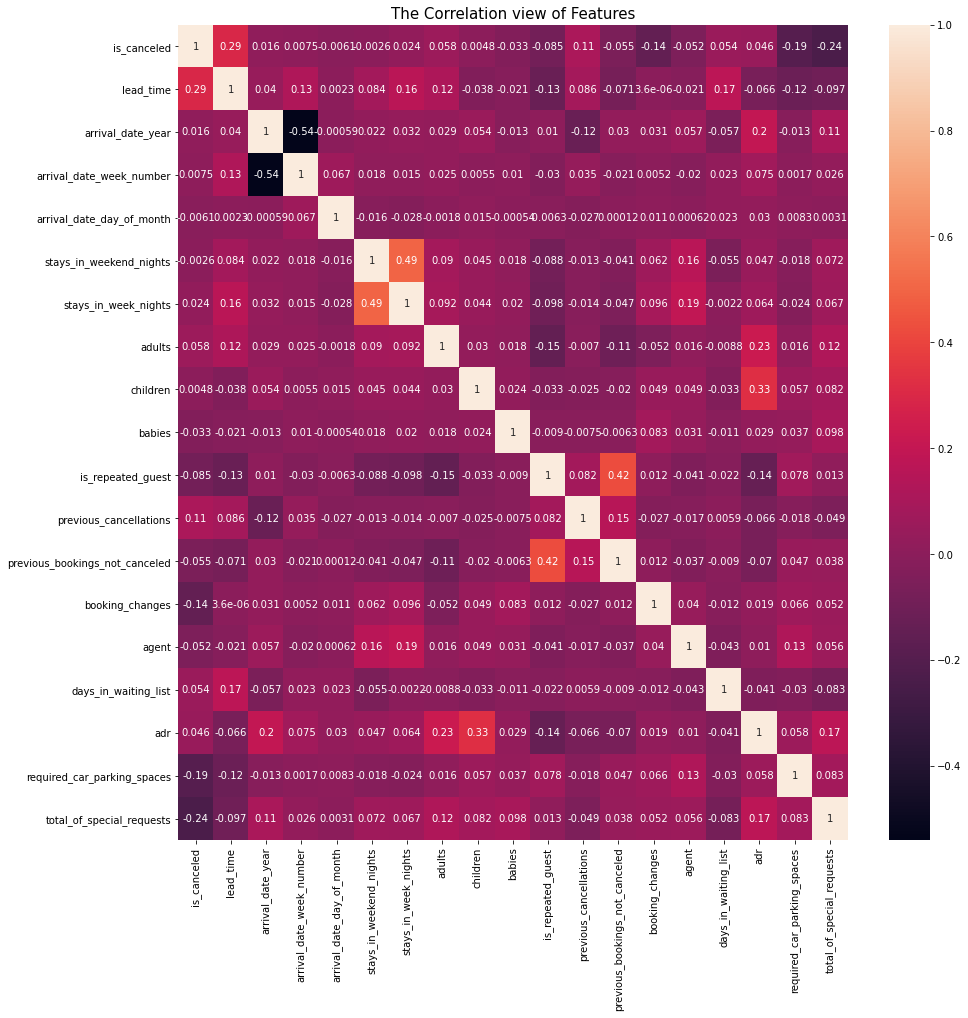 The Correlation view of Features
is_canceled 1 0.29 0.016 0.0075 -0.0061 -0.0026 0.024 0.058 0.0048 -0.033 -0.085 0.11 -0.055 -0.14 -0.052 0.054 0.046 -0.19 -0.24
lead_time 0.29 1 0.04 0.13 0.0023 0.084 0.16 0.12 -0.038 -0.021 -0.13 0.086 -0.071 3.6e-06 -0.021 0.17 -0.066 -0.12 -0.097
arrival_date_year 0.016 0.04 1 -0.54 -0.00059 0.022 0.032 0.029 0.054 -0.013 0.01 -0.12 0.03 0.031 0.057 -0.057 0.2 -0.013 0.11
arrival_date_week_number 0.0075 0.13 -0.54 1 0.067 0.018 0.015 0.025 0.0055 0.01 -0.03 0.035 -0.021 0.0052 -0.02 0.023 0.075 0.0017 0.026
arrival_date_day_of_month -0.0061 0.0023 -0.00059 0.067 1 -0.016 -0.028 -0.0018 0.015 -0.00054 -0.0063 -0.027 0.00012 0.011 0.00062 0.023 0.03 0.0083 0.0031
stays_in_weekend_nights -0.0026 0.084 0.022 0.018 -0.016 1 0.49 0.09 0.045 0.018 -0.088 -0.013 -0.041 0.062 0.16 -0.055 0.047 -0.018 0.072
stays_in_week_nights 0.024 0.16 0.032 0.015 -0.028 0.49 1 0.092 0.044 0.02 -0.098 -0.014 -0.047 0.096 0.19 -0.0022 0.064 -0.024 0.067
adults 0.058 0.12 0.029 0.025 -0.0018 0.09 0.092 1 0.03 0.018 -0.15 -0.007 -0.11 -0.052 0.016 -0.0088 0.23 0.016 0.12
children 0.0048 -0.038 0.054 0.0055 0.015 0.045 0.044 0.03 1 0.024 -0.033 -0.025 -0.02 0.049 0.049 -0.033 0.33 0.057 0.082
babies -0.033 -0.021 -0.013 0.01 -0.00054 0.018 0.02 0.018 0.024 1 -0.009 -0.0075 -0.0063 0.083 0.031 -0.011 0.029 0.037 0.098
is_repeated_guest -0.085 -0.13 0.01 -0.03 -0.0063 -0.088 -0.098 -0.15 -0.033 -0.009 1 0.082 0.42 0.012 -0.041 -0.022 -0.14 0.078 0.013
previous_cancellations 0.11 0.086 -0.12 0.035 -0.027 -0.013 -0.014 -0.007 -0.025 -0.0075 0.082 1 0.15 -0.027 -0.017 0.0059 -0.066 -0.018 -0.049
previous_bookings_not_canceled -0.055 -0.071 0.03 -0.021 0.00012 -0.041 -0.047 -0.11 -0.02 -0.0063 0.42 0.15 1 0.012 -0.037 -0.009 -0.07 0.047 0.038
booking_changes -0.14 3.6e-06 0.031 0.0052 0.011 0.062 0.096 -0.052 0.049 0.083 0.012 -0.027 0.012 1 0.04 -0.012 0.019 0.066 0.052
agent -0.052 -0.021 0.057 -0.02 0.00062 0.16 0.19 0.016 0.049 0.031 -0.041 -0.017 -0.037 0.04 1 -0.043 0.01 0.13 0.056
days_in_waiting_list 0.054 0.17 -0.057 0.023 0.023 -0.055 -0.0022 -0.0088 -0.033 -0.011 -0.022 0.0059 -0.009 -0.012 -0.043 1 -0.041 -0.03 -0.083
adr 0.046 -0.066 0.2 0.075 0.03 0.047 0.064 0.23 0.33 0.029 -0.14 -0.066 -0.07 0.019 0.01 -0.041 1 0.058 0.17
required_car_parking_spaces -0.19 -0.12 -0.013 0.0017 0.0083 -0.018 -0.024 0.016 0.057 0.037 0.078 -0.018 0.047 0.066 0.13 -0.03 0.058 1 0.083
total_of_special_requests -0.24 -0.097 0.11 0.026 0.0031 0.072 0.067 0.12 0.082 0.098 0.013 -0.049 0.038 0.052 0.056 -0.083 0.17 0.083 1
is_canceled
lead_time
arrival_date_year
arrival_date_week_number
arrival_date_day_of_month
stays_in_weekend_nights
stays_in_week_nights
adults
children
babies
is_repeated_guest
previous_cancellations
previous_bookings_not_canceled
booking_changes
agent
days_in_waiting_list
adr
required_car_parking_spaces
total_of_special_requests
1.0
0.8
0.6
0.4
0.2
0.0
−0.2
−0.4